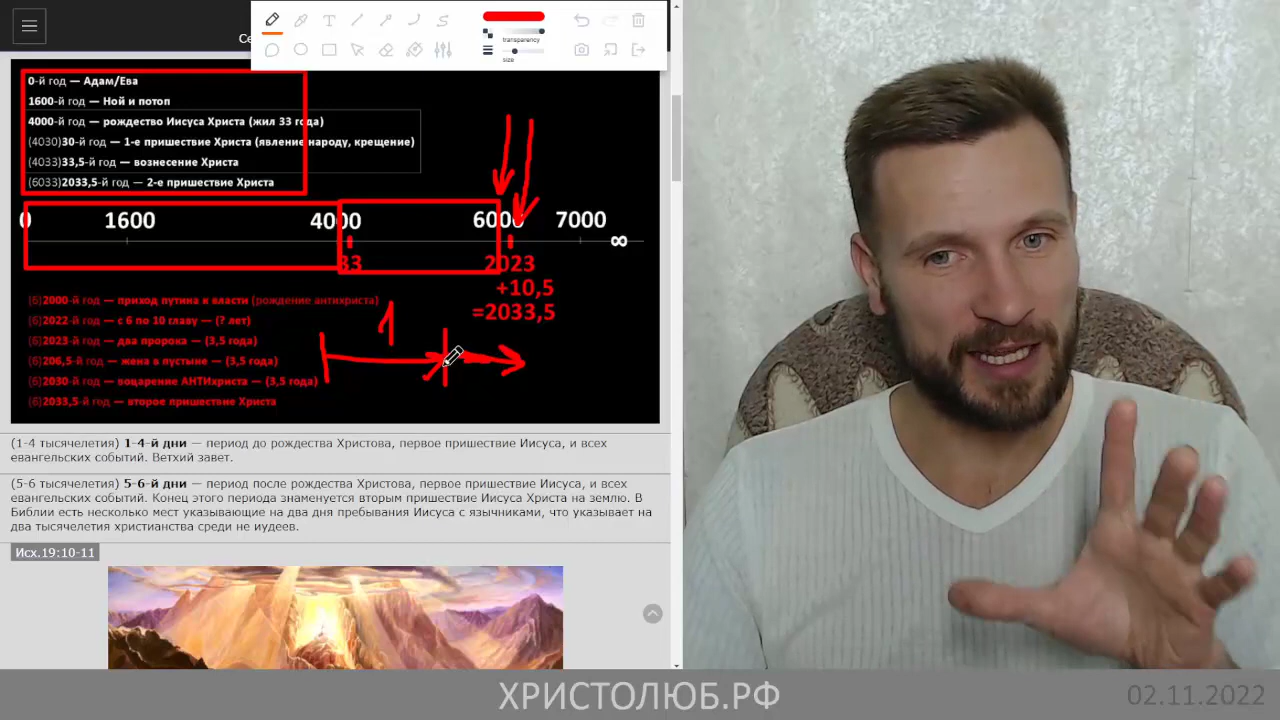 Се
transparency
size
0-й год — Адам/Ева
1600-й год — Ной и потоп
4000-й год — рождество Иисуса Христа (жил 33 года)
(4030)30-й год — 1-е пришествие Христа (явление народу, крещение)
(4033)33,5-й год — вознесение Христа
(6033)2033,5-й год — 2-е пришествие Христа
0 1600 4000 6000 7000 ∞
33 2023
+10,5
=2033,5
(6)2000-й год — приход путина к власти (рождение антихриста)
(6)2022-й год — с 6 по 10 главу — (? лет)
(6)2023-й год — два пророка — (3,5 года)
(6)206,5-й год — жена в пустыне — (3,5 года)
(6)2030-й год — воцарение АНТИхриста — (3,5 года)
(6)2033,5-й год — второе пришествие Христа
1
(1-4 тысячелетия) 1-4-й дни — период до рождества Христова, первое пришествие Иисуса, и всех
евангельских событий. Ветхий завет.
(5-6 тысячелетия) 5-6-й дни — период после рождества Христова, первое пришествие Иисуса, и всех
евангельских событий. Конец этого периода знаменуется вторым пришествие Иисуса Христа на землю. В
Библии есть несколько мест указывающие на два дня пребывания Иисуса с язычниками, что указывает на
два тысячелетия христианства среди не иудеев.
Исх.19:10-11
ХРИСТОЛЮБ.РФ
02.11.2022